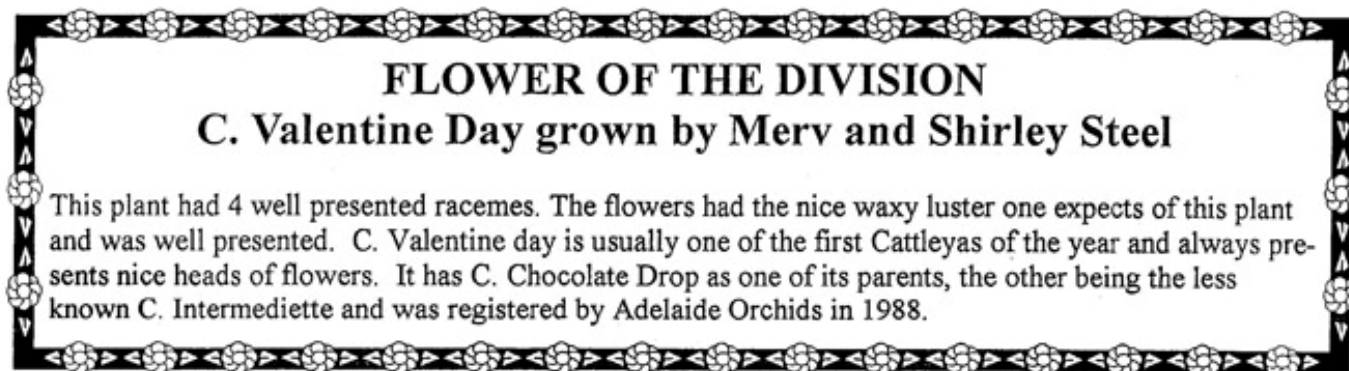 FLOWER OF THE DIVISION
C. Valentine Day grown by Merv and Shirley Steel
This plant had 4 well presented racemes. The flowers had the nice waxy luster one expects of this plant
and was well presented.  C. Valentine day is usually one of the first Cattleyas of the year and always pre-
sents nice heads of flowers.  It has C. Chocolate Drop as one of its parents, the other being the less
known C. Intermediette and was registered by Adelaide Orchids in 1988.